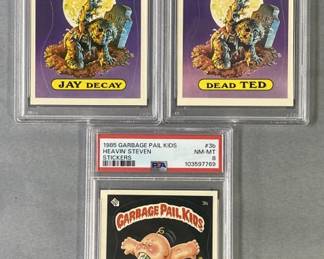 JAY DECAY
DEAD TED
1985 GARBAGE PAIL KIDS #3b
HEAVIN STEVEN NM-MT
STICKERS PSA 8
103597769
GARBAGE PAIL KIDS